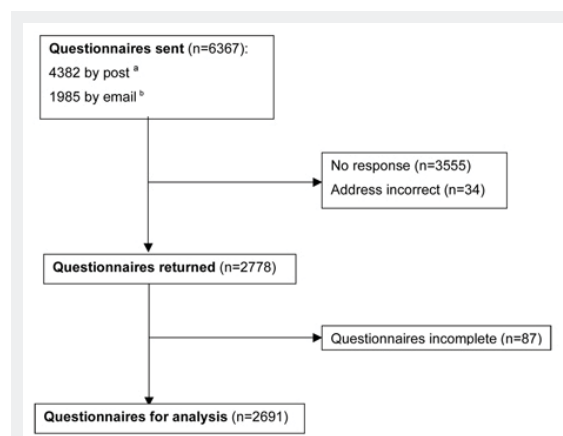 Questionnaires sent (n=6367):
4382 by post a
1985 by email b
No response (n=3555)
Address incorrect (n=34)
Questionnaires returned (n=2778)
Questionnaires incomplete (n=87)
Questionnaires for analysis (n=2691)